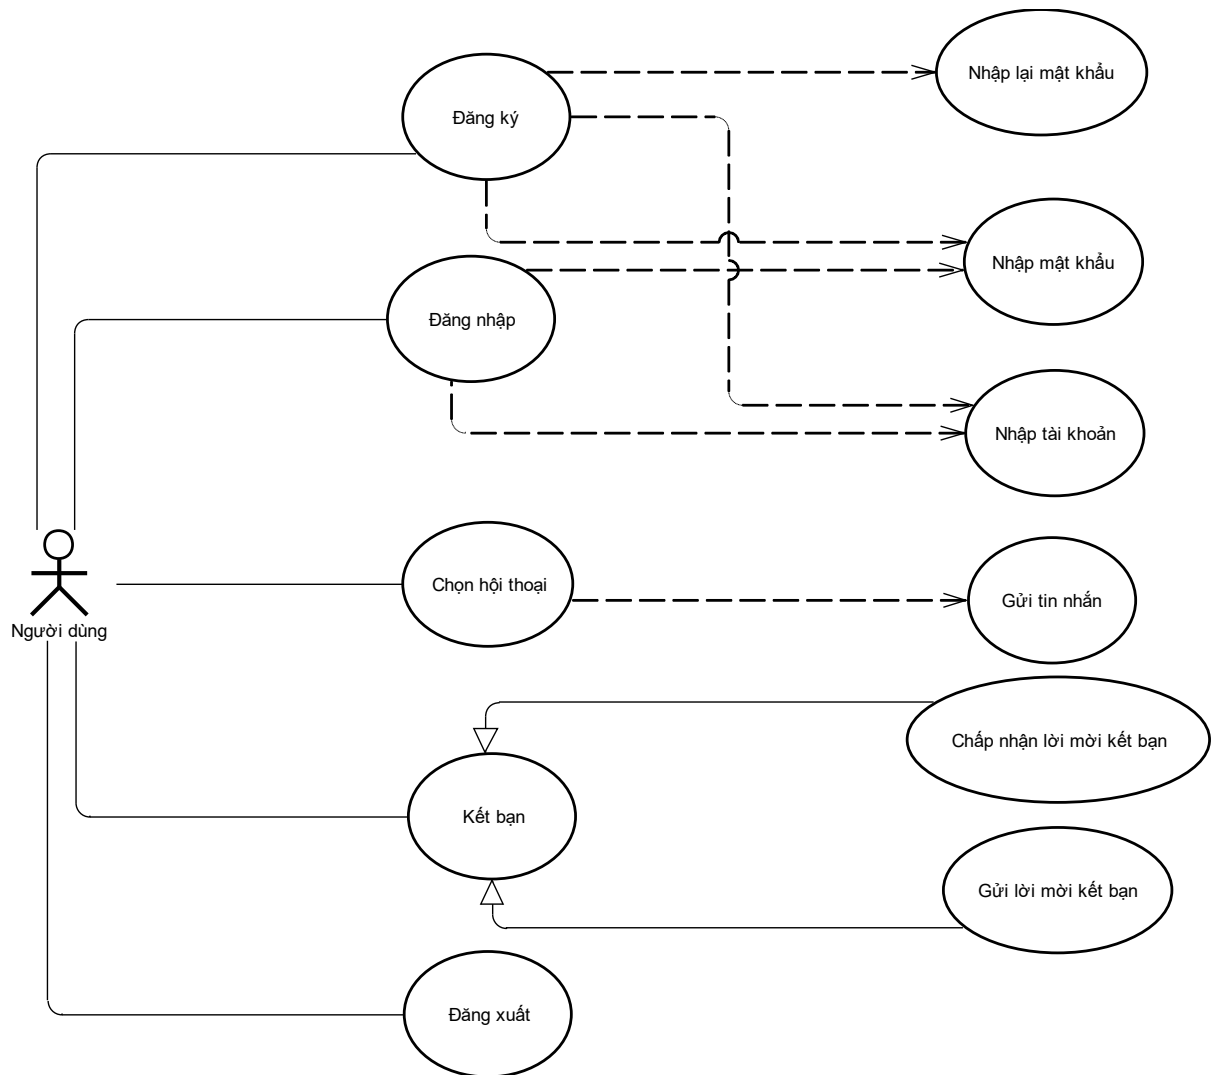 Nhập lại mật khẩu
Đăng ký
Nhập mật khẩu
Đăng nhập
Nhập tài khoản
Chọn hội thoại
Gửi tin nhắn
Người dùng
Chấp nhận lời mời kết bạn
Kết bạn
Gửi lời mời kết bạn
Đăng xuất